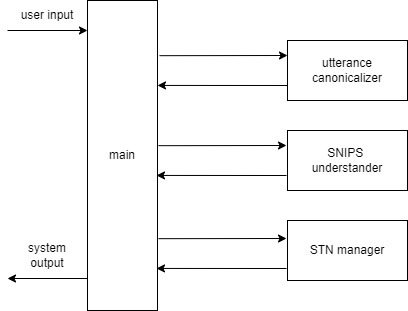 user input
utterance
canonicalizer
main
SNIPS
understander
system
output
STN manager